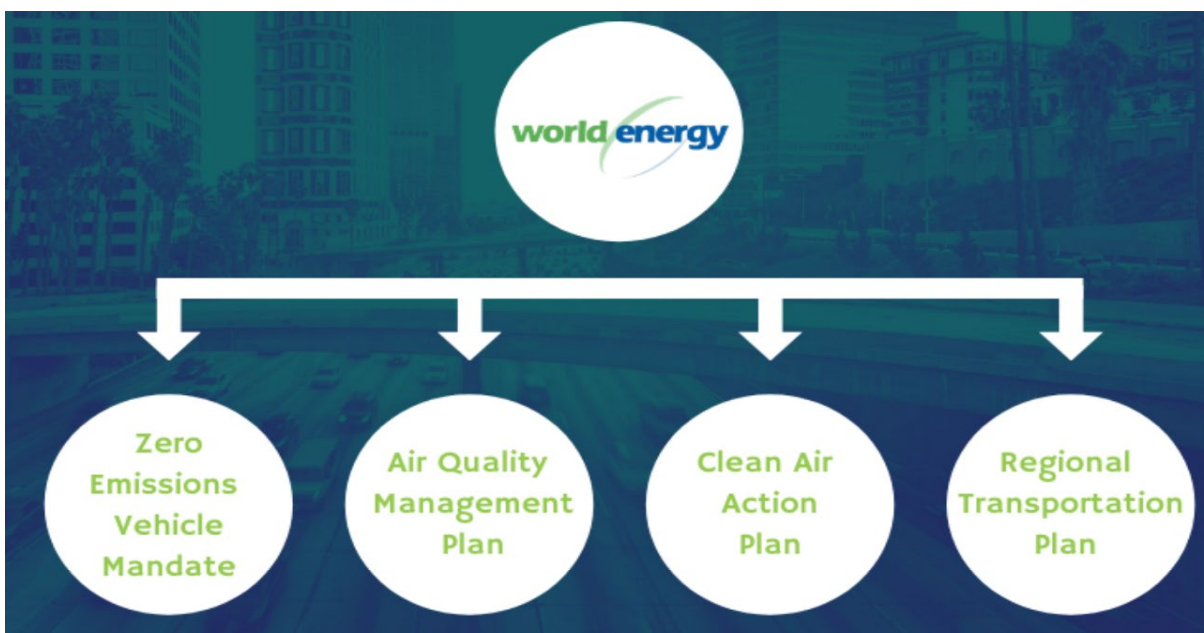 world energy
Zero
Emissions
Vehicle
Mandate
Air Quality
Management
Plan
Clean Air
Action
Plan
Regional
Transportation
Plan